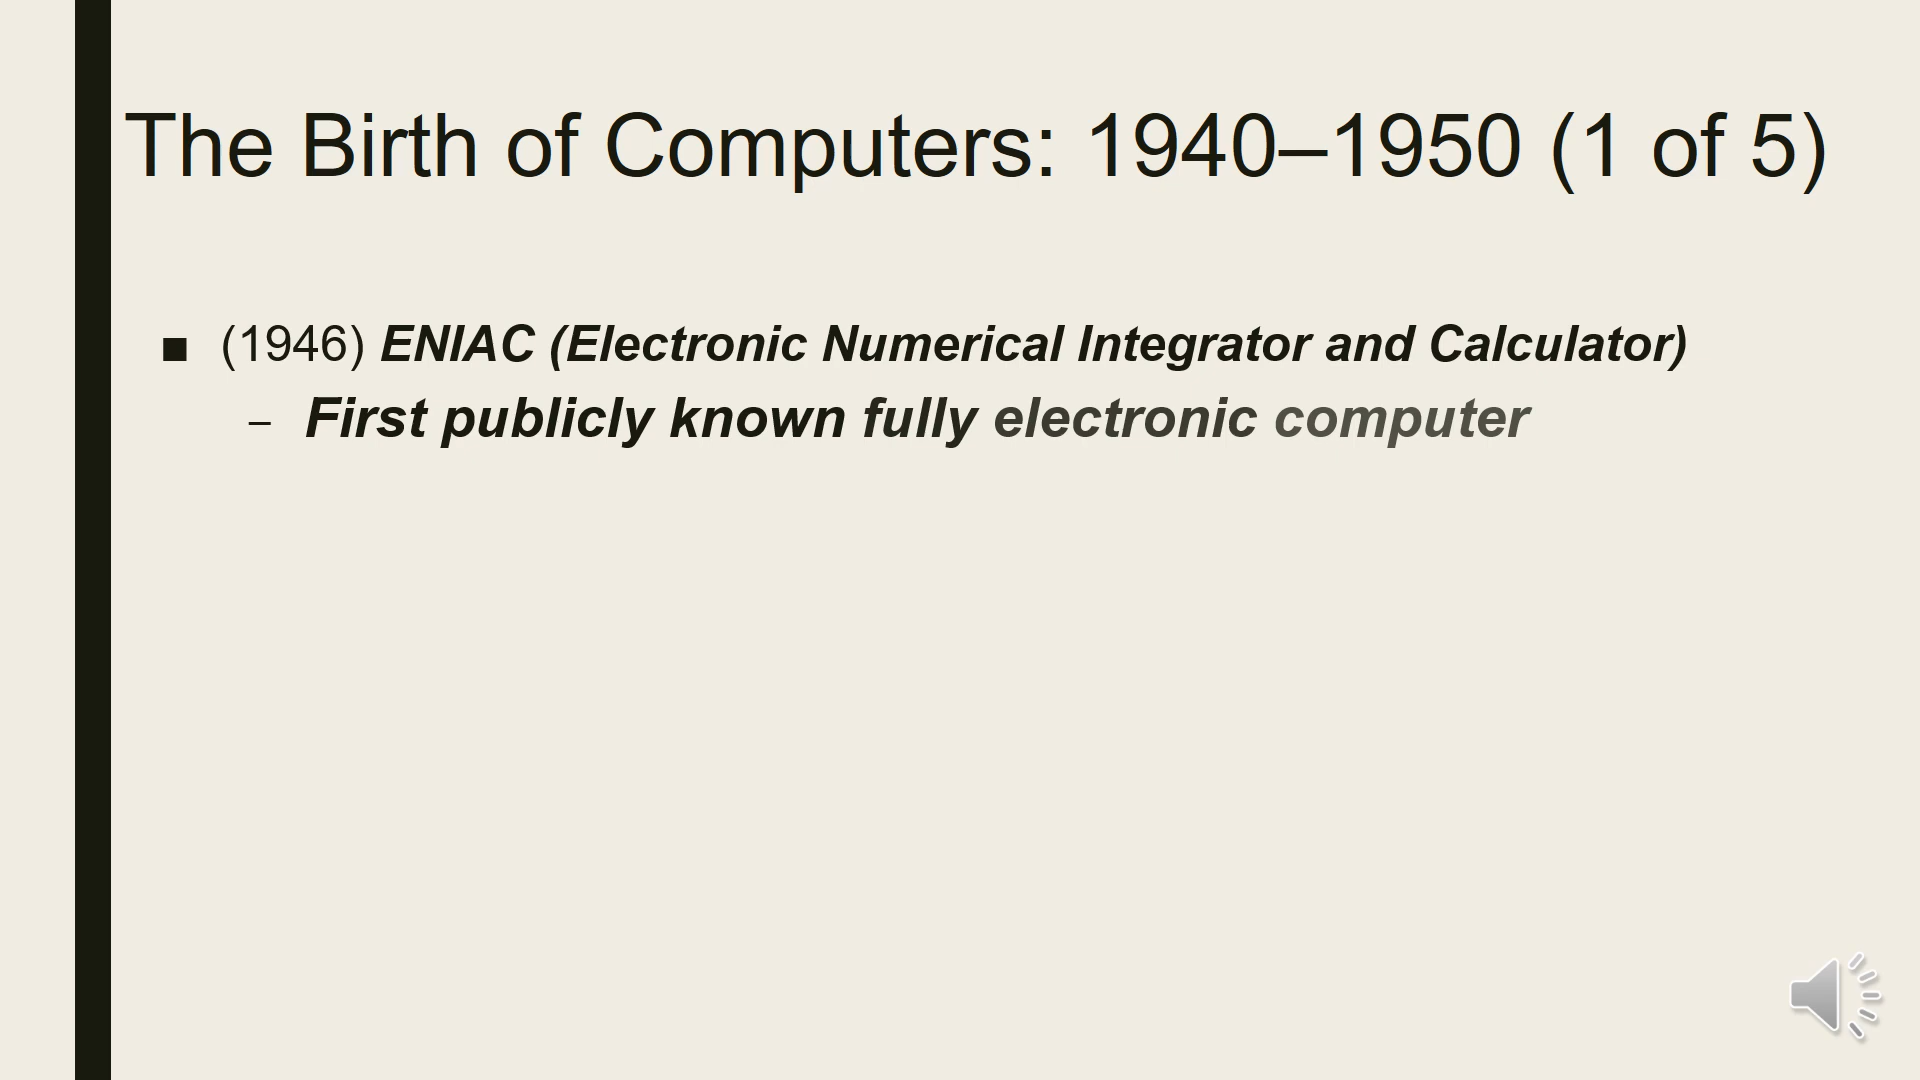 The Birth of Computers: 1940–1950 (1 of 5)
■ (1946) ENIAC (Electronic Numerical Integrator and Calculator)
– First publicly known fully electronic computer